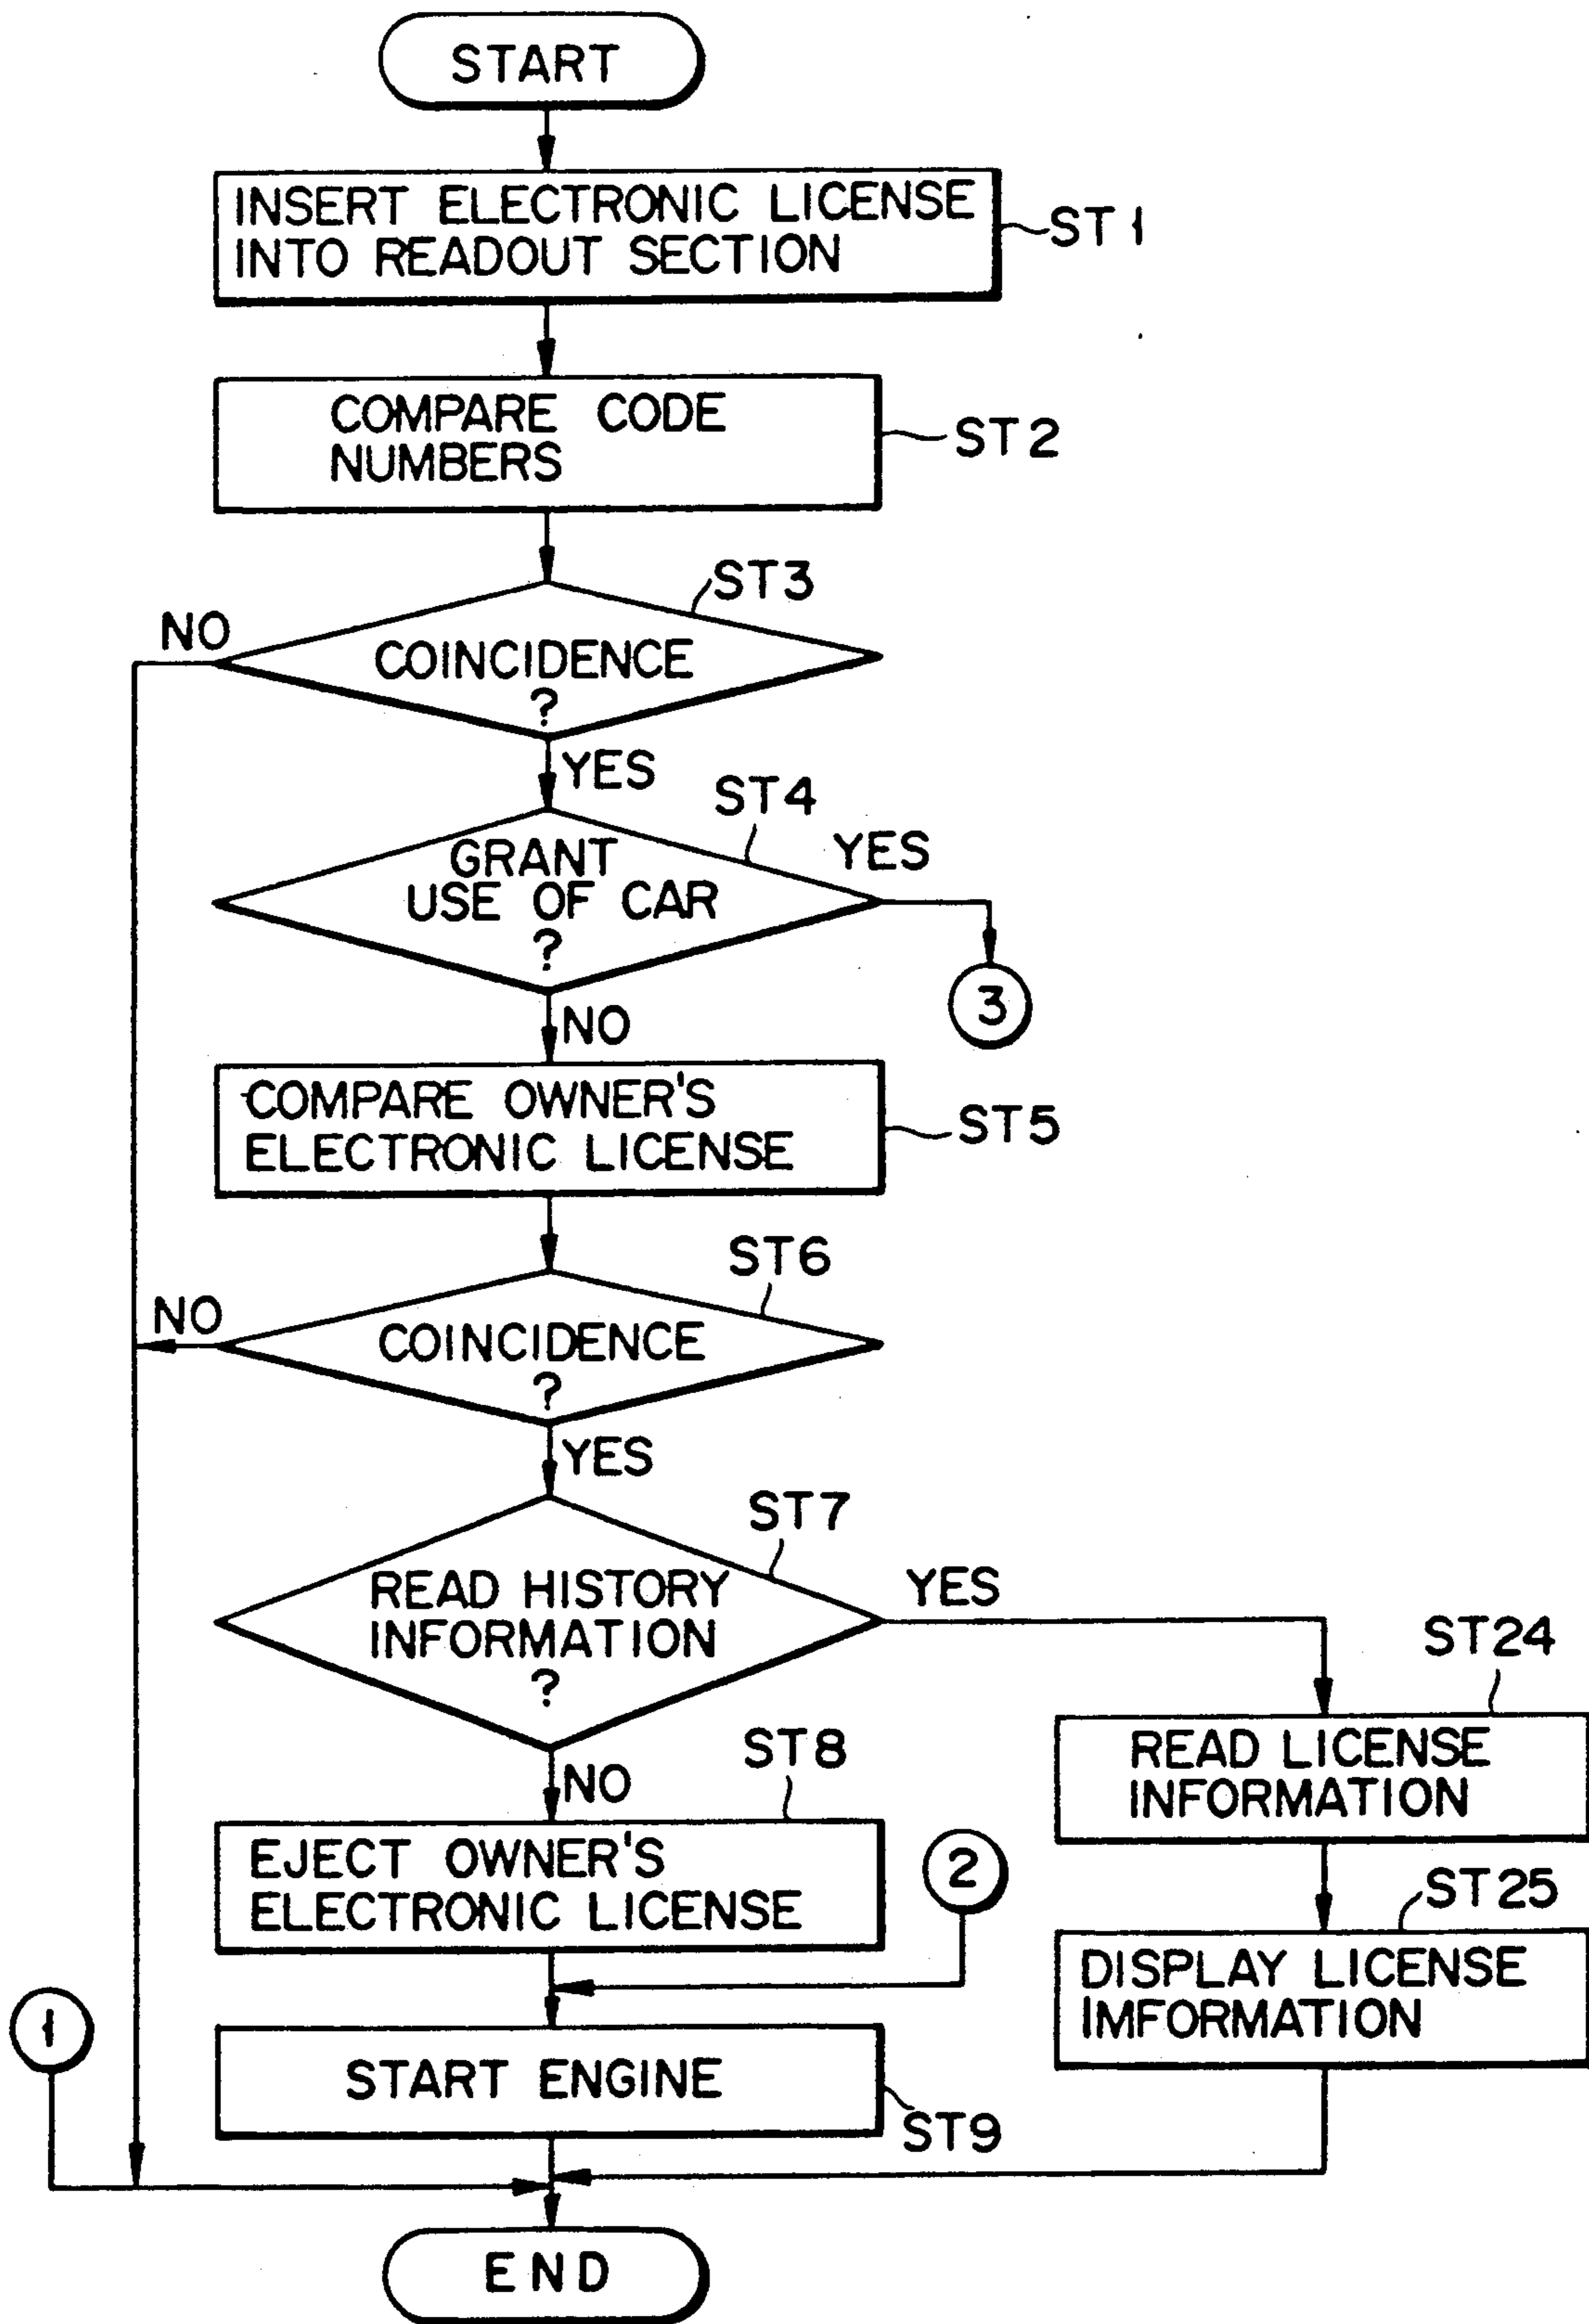 START
INSERT ELECTRONIC LICENSE
INTO READOUT SECTION
ST1
COMPARE CODE
NUMBERS
ST2
ST3
NO
COINCIDENCE
?
YES
ST4
GRANT
USE OF CAR
?
YES
3
NO
COMPARE OWNER'S
ELECTRONIC LICENSE
ST5
ST6
NO
COINCIDENCE
?
YES
ST7
READ HISTORY
INFORMATION
?
YES
ST24
READ LICENSE
INFORMATION
NO
ST8
EJECT OWNER'S
ELECTRONIC LICENSE
2
ST25
DISPLAY LICENSE
IMFORMATION
1
START ENGINE
ST9
END